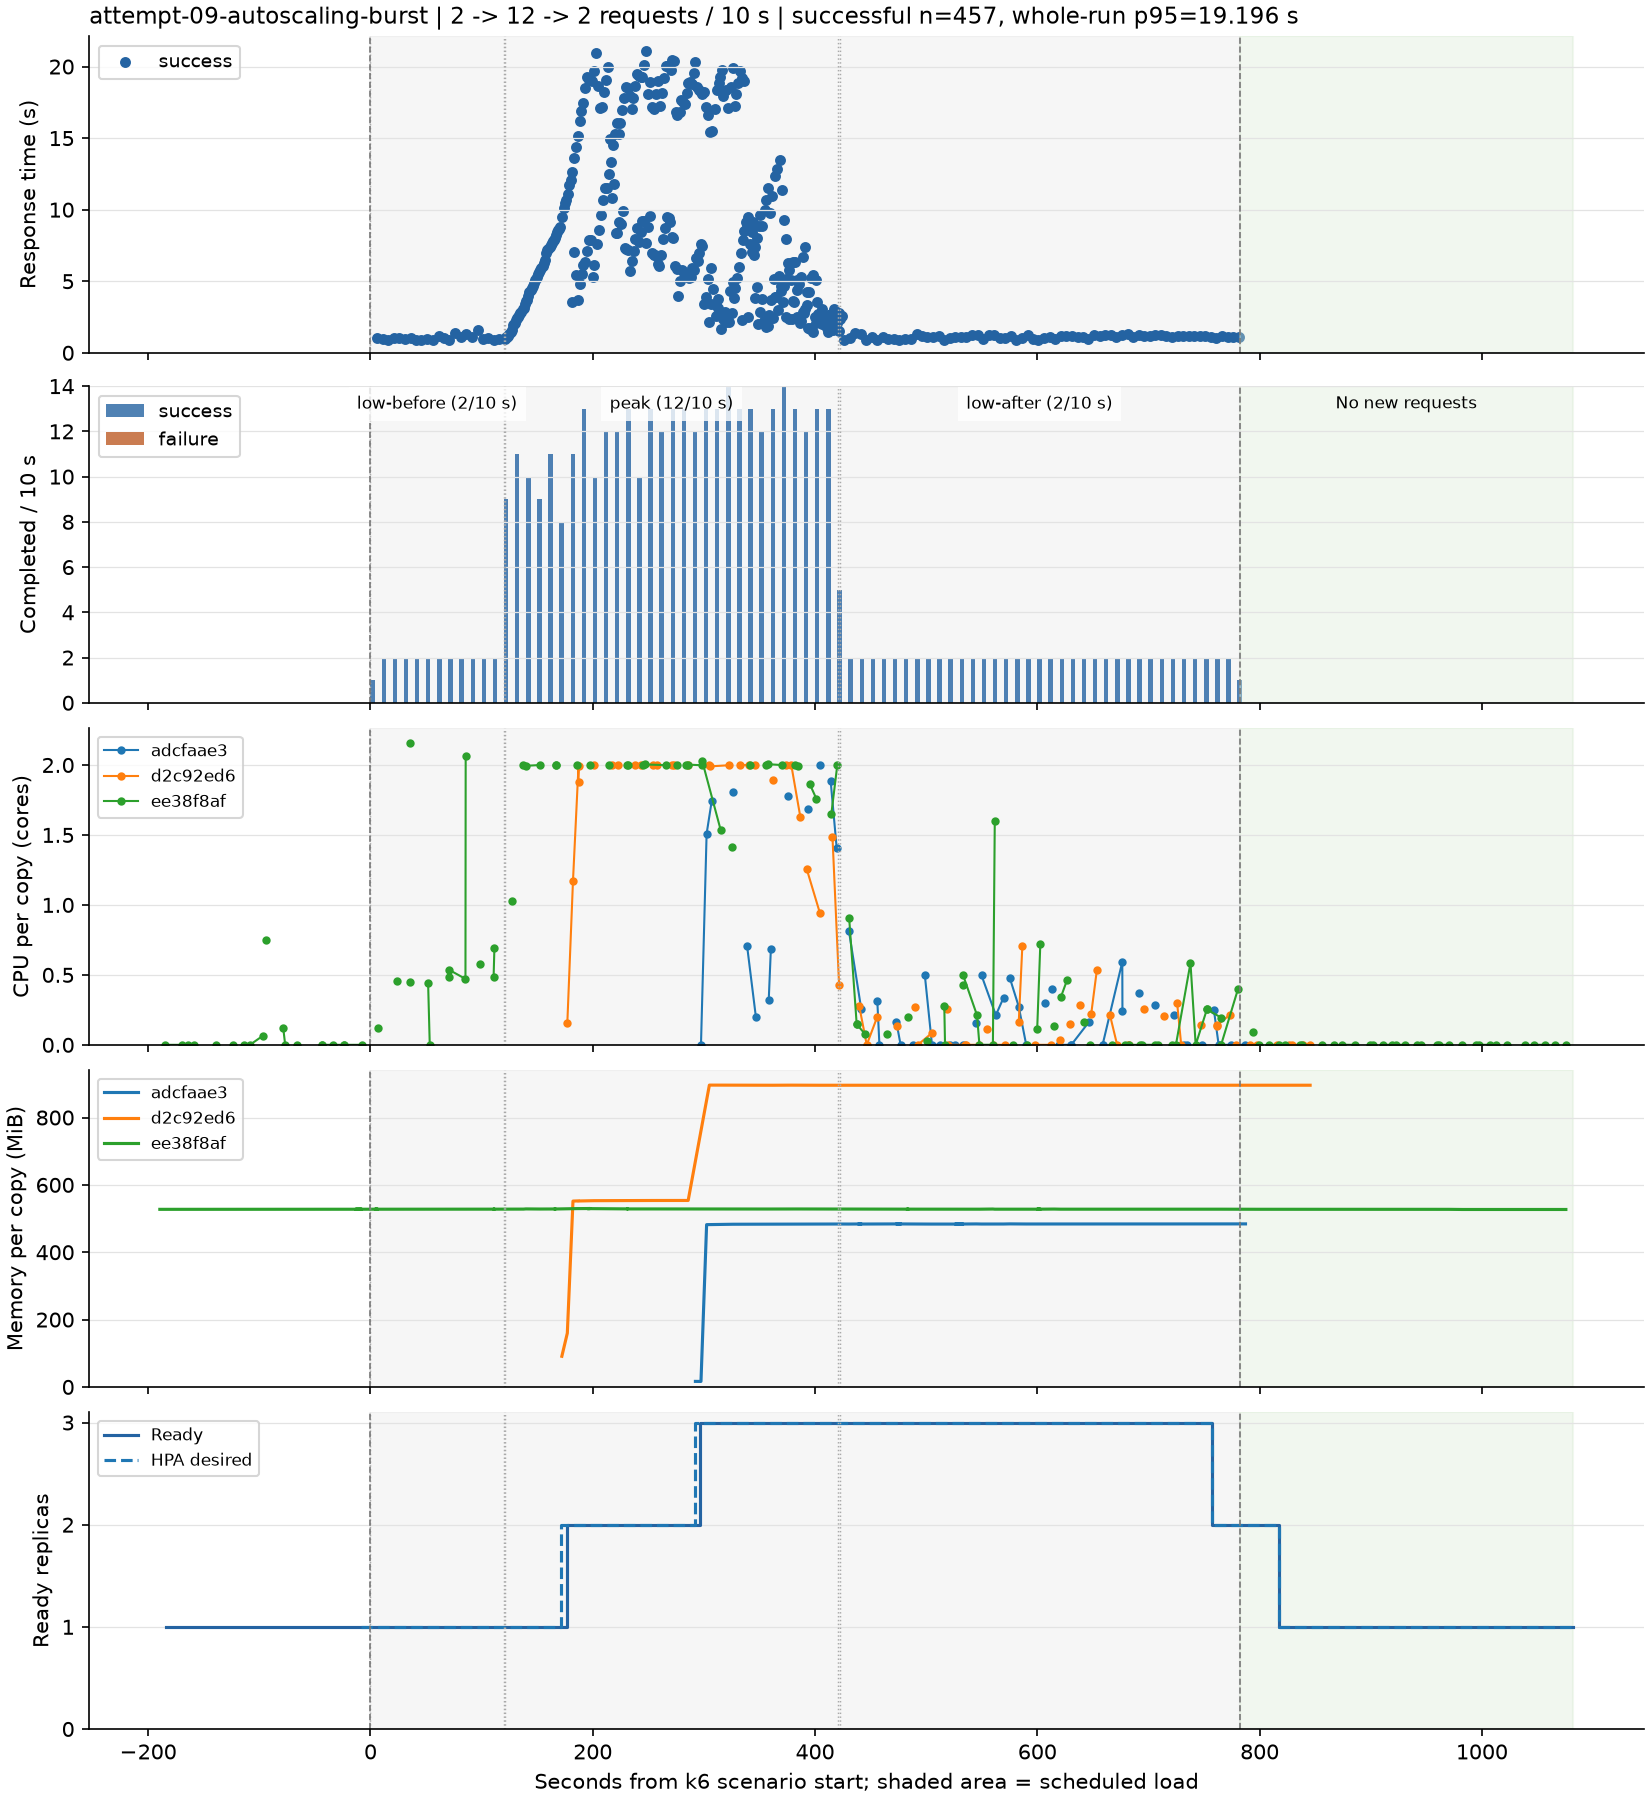 attempt-09-autoscaling-burst | 2 -> 12 -> 2 requests / 10 s | successful n=457, whole-run p95=19.196 s
success
20
15
10
5
0
Response time (s)
success
failure
low-before (2/10 s)
peak (12/10 s)
low-after (2/10 s)
No new requests
14
12
10
8
6
4
2
0
Completed / 10 s
adcfaae3
d2c92ed6
ee38f8af
2.0
1.5
1.0
0.5
0.0
CPU per copy (cores)
adcfaae3
d2c92ed6
ee38f8af
800
600
400
200
0
Memory per copy (MiB)
Ready
HPA desired
3
2
1
0
Ready replicas
−200 0 200 400 600 800 1000
Seconds from k6 scenario start; shaded area = scheduled load